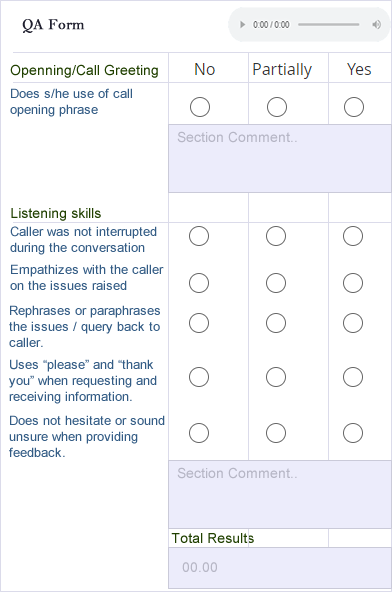 QA Form
0:00 / 0:00
Openning/Call Greeting No Partially Yes
Does s/he use of call
opening phrase
Section Comment..
Listening skills
Caller was not interrupted
during the conversation
Empathizes with the caller
on the issues raised
Rephrases or paraphrases
the issues / query back to
caller.
Uses “please” and “thank
you” when requesting and
receiving information.
Does not hesitate or sound
unsure when providing
feedback.
Section Comment..
Total Results
00.00